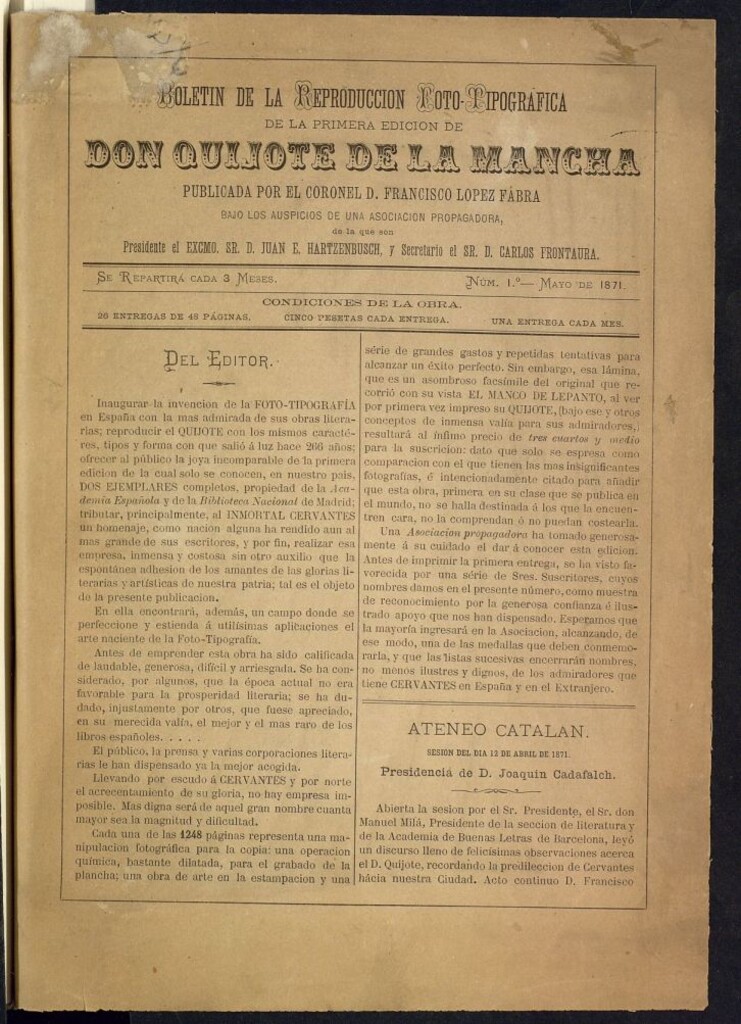 BOLETIN DE LA REPRODUCCION FOTO-TIPOGRAFICA
DE LA PRIMERA EDICION DE
DON QUIJOTE DE LA MANCHA
PUBLICADA POR EL CORONEL D. FRANCISCO LOPEZ FÁBRA
BAJO LOS AUSPICIOS DE UNA ASOCIACION PROPAGADORA,
de la que son
Presidente el EXCMO. SR. D. JUAN E. HARTZENBUSCH, y Secretario el SR. D. CARLOS FRONTAURA.
SE REPARTIRÁ CADA 3 MESES.
NÚM. 1.º— MAYO DE 1871.
CONDICIONES DE LA OBRA.
26 ENTREGAS DE 48 PÁGINAS. CINCO PESETAS CADA ENTREGA. UNA ENTREGA CADA MES.
DEL EDITOR.
Inaugurar la invencion de la FOTO-TIPOGRAFÍA
en España con la mas admirada de sus obras litera-
rias; reproducir el QUIJOTE con los mismos caracté-
res, tipos y forma con que salió á luz hace 266 años;
ofrecer al público la joya incomparable de la primera
edicion de la cual solo se conocen, en nuestro pais,
DOS EJEMPLARES completos, propiedad de la Aca-
demia Española y de la Biblioteca Nacional de Madrid;
tributar, principalmente, al INMORTAL CERVANTES
un homenaje, como nacion alguna ha rendido aun al
mas grande de sus escritores, y por fin, realizar esa
empresa, inmensa y costosa sin otro auxilio que la
espontánea adhesion de los amantes de las glorias li-
terarias y artísticas de nuestra patria; tal es el objeto
de la presente publicacion.
En ella encontrará, además, un campo donde se
perfeccione y estienda á utilísimas aplicaciones el
arte naciente de la Foto-Tipografía.
Antes de emprender esta obra ha sido calificada
de laudable, generosa, difícil y arriesgada. Se ha con-
siderado, por algunos, que la época actual no era
favorable para la prosperidad literaria; se ha du-
dado, injustamente por otros, que fuese apreciado,
en su merecida valía, el mejor y el mas raro de los
libros españoles. . . . .
El público, la prensa y varias corporaciones litera-
rias le han dispensado ya la mejor acogida.
Llevando por escudo á CERVANTES y por norte
el acrecentamiento de su gloria, no hay empresa im-
posible. Mas digna será de aquel gran nombre cuanta
mayor sea la magnitud y dificultad.
Cada una de las 1248 páginas representa una ma-
nipulacion fotográfica para la copia: una operacion
química, bastante dilatada, para el grabado de la
plancha; una obra de arte en la estampacion y una
série de grandes gastos y repetidas tentativas para
alcanzar un éxito perfecto. Sin embargo, esa lámina,
que es un asombroso facsímile del original que re-
corrió con su vista EL MANCO DE LEPANTO, al ver
por primera vez impreso su QUIJOTE, (bajo ese y otros
conceptos de inmensa valía para sus admiradores,)
resultará al ínfimo precio de tres cuartos y medio
para la suscricion: dato que solo se espresa como
comparacion con el que tienen las mas insignificantes
fotografías, é intencionadamente citado para añadir
que esta obra, primera en su clase que se publica en
el mundo, no se halla destinada á los que la encuen-
tren cara, no la comprendan ó no puedan costearla.
Una Asociacion propagadora ha tomado generosa-
mente á su cuidado el dar á conocer esta edicion.
Antes de imprimir la primera entrega, se ha visto fa-
vorecida por una série de Sres. Suscritores, cuyos
nombres damos en el presente número, como muestra
de reconocimiento por la generosa confianza é ilus-
trado apoyo que nos han dispensado. Esperamos que
la mayoría ingresará en la Asociacion, alcanzando, de
ese modo, una de las medallas que deben conmemo-
rarla, y que las listas sucesivas encerrarán nombres,
no menos ilustres y dignos, de los admiradores que
tiene CERVANTES en España y en el Extranjero.
ATENEO CATALAN.
SESION DEL DIA 13 DE ABRIL DE 1871.
Presidencia de D. Joaquin Cadafalch.
Abierta la sesion por el Sr. Presidente, el Sr. don
Manuel Milá, Presidente de la seccion de literatura y
de la Academia de Buenas Letras de Barcelona, leyó
un discurso lleno de felicísimas observaciones acerca
el D. Quijote, recordando la predileccion de Cervantes
hácia nuestra Ciudad. Acto continuo D. Francisco